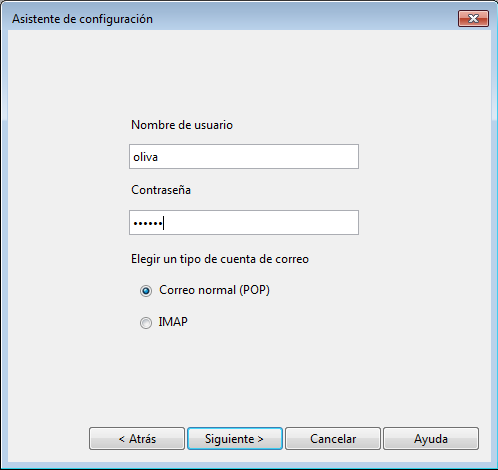 Asistente de configuración
Nombre de usuario
oliva
Contraseña
••••••
Elegir un tipo de cuenta de correo
Correo normal (POP)
IMAP
< Atrás Siguiente > Cancelar Ayuda